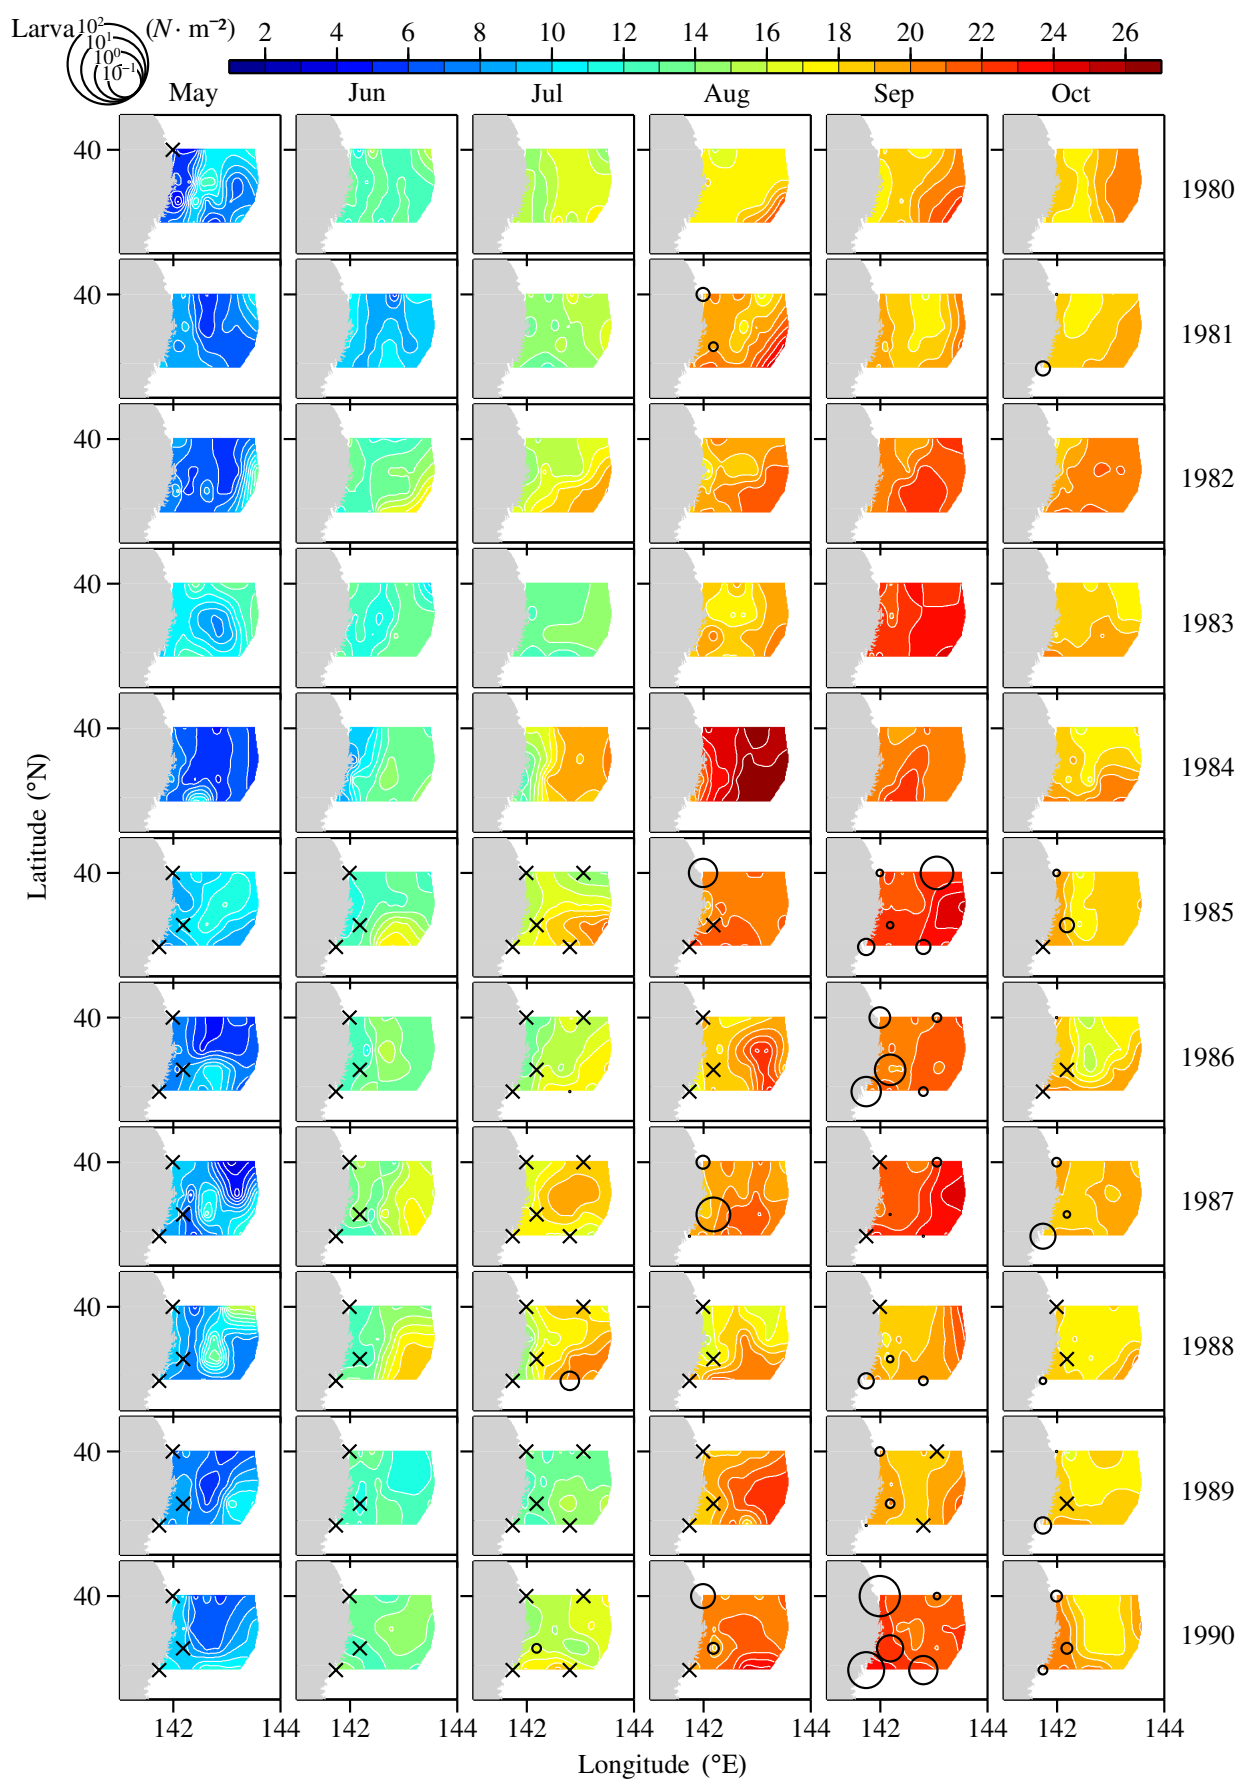 Larva 10² 10¹ 10⁰ 10⁻¹ (N · m⁻²) 2 4 6 8 10 12 14 16 18 20 22 24 26
May Jun Jul Aug Sep Oct
40 1980
40 1981
40 1982
40 1983
40 1984
40 1985
40 1986
40 1987
40 1988
40 1989
40 1990
Latitude (°N)
142 144 142 144 142 144 142 144 142 144 142 144
Longitude (°E)